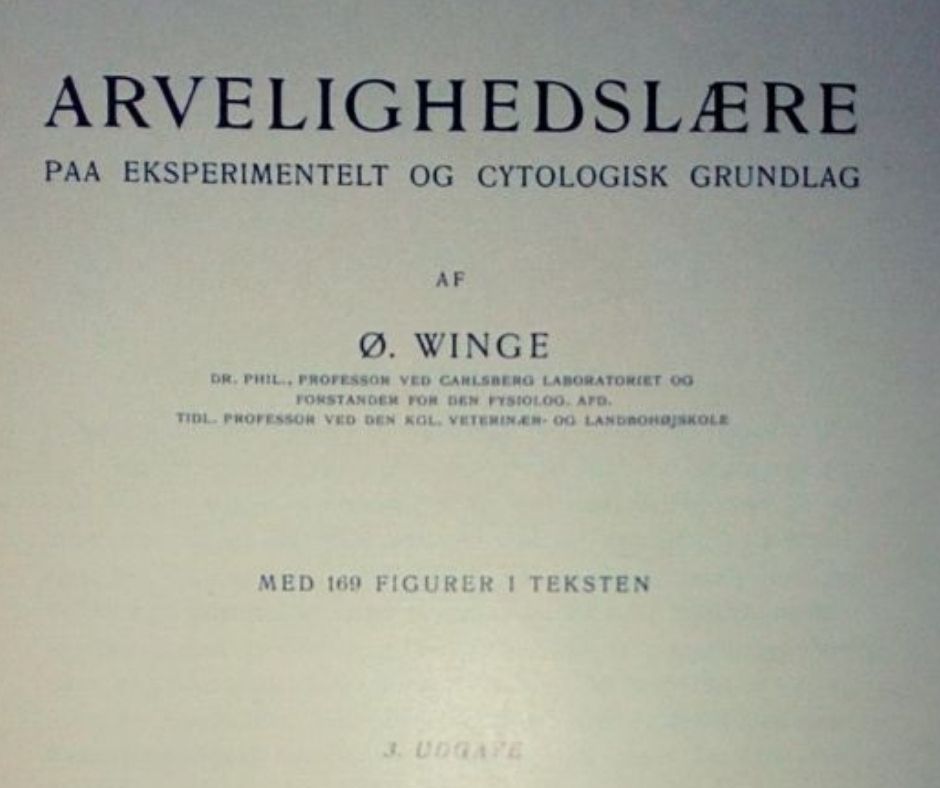 ARVELIGHEDSLÆRE
PAA EKSPERIMENTELT OG CYTOLOGISK GRUNDLAG
AF
Ø. WINGE
DR. PHIL., PROFESSOR VED CARLSBERG LABORATORIET OG
FORSTANDER FOR DEN FYSIOLOG. AFD.
TIDL. PROFESSOR VED DEN KGL. VETERINÆR- OG LANDBOHØJSKOLE
MED 169 FIGURER I TEKSTEN
3. UDGAVE